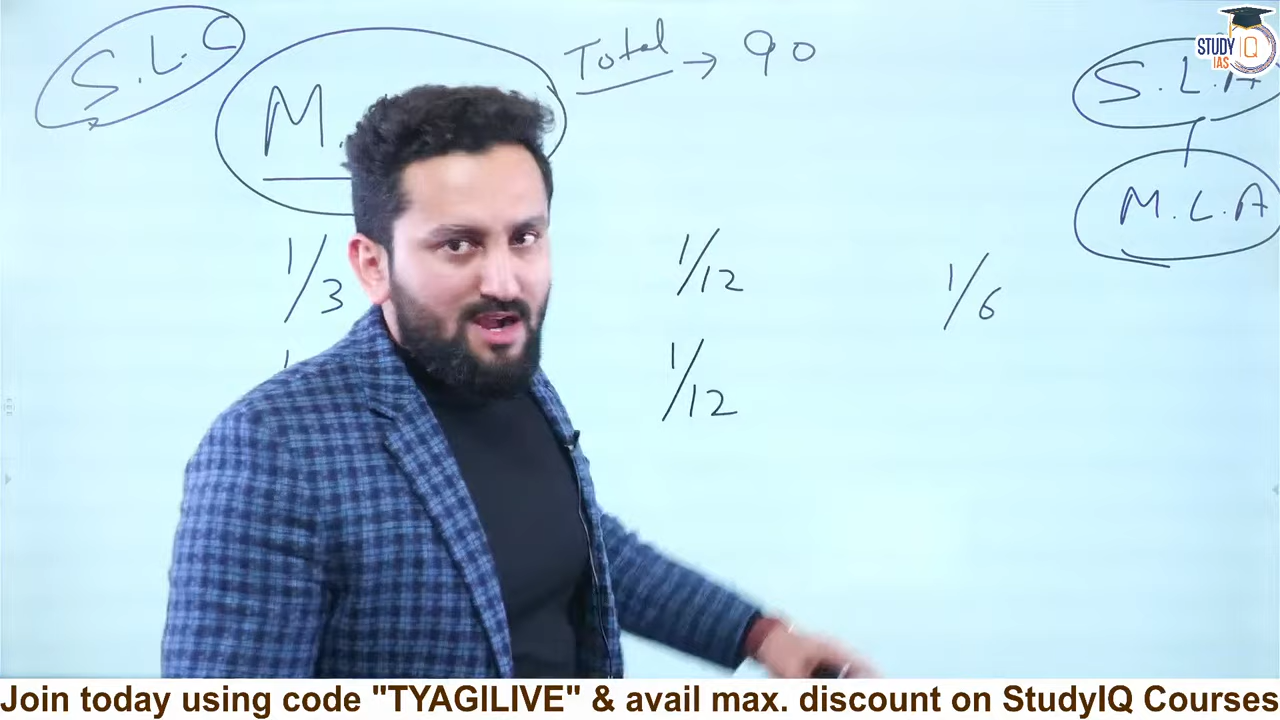 S.L.C
M.
Total → 90
S.L.A
M.L.A
1/3
1/12
1/6
1/12
STUDY IQ
IAS
Join today using code "TYAGILIVE" & avail max. discount on StudyIQ Courses